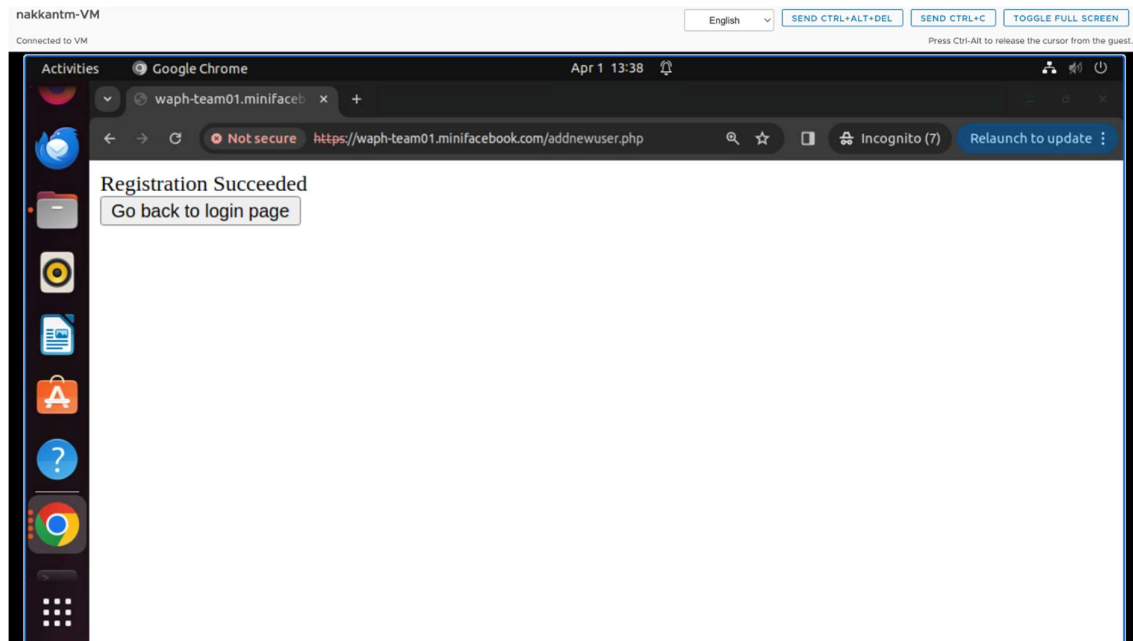 nakkantm-VM
English
SEND CTRL+ALT+DEL
SEND CTRL+C
TOGGLE FULL SCREEN
Connected to VM
Press Ctrl-Alt to release the cursor from the guest.
Activities
Google Chrome
Apr 1 13:38
waph-team01.minifaceb
Not secure
https://waph-team01.minifacebook.com/addnewuser.php
Incognito (7)
Relaunch to update
Registration Succeeded
Go back to login page